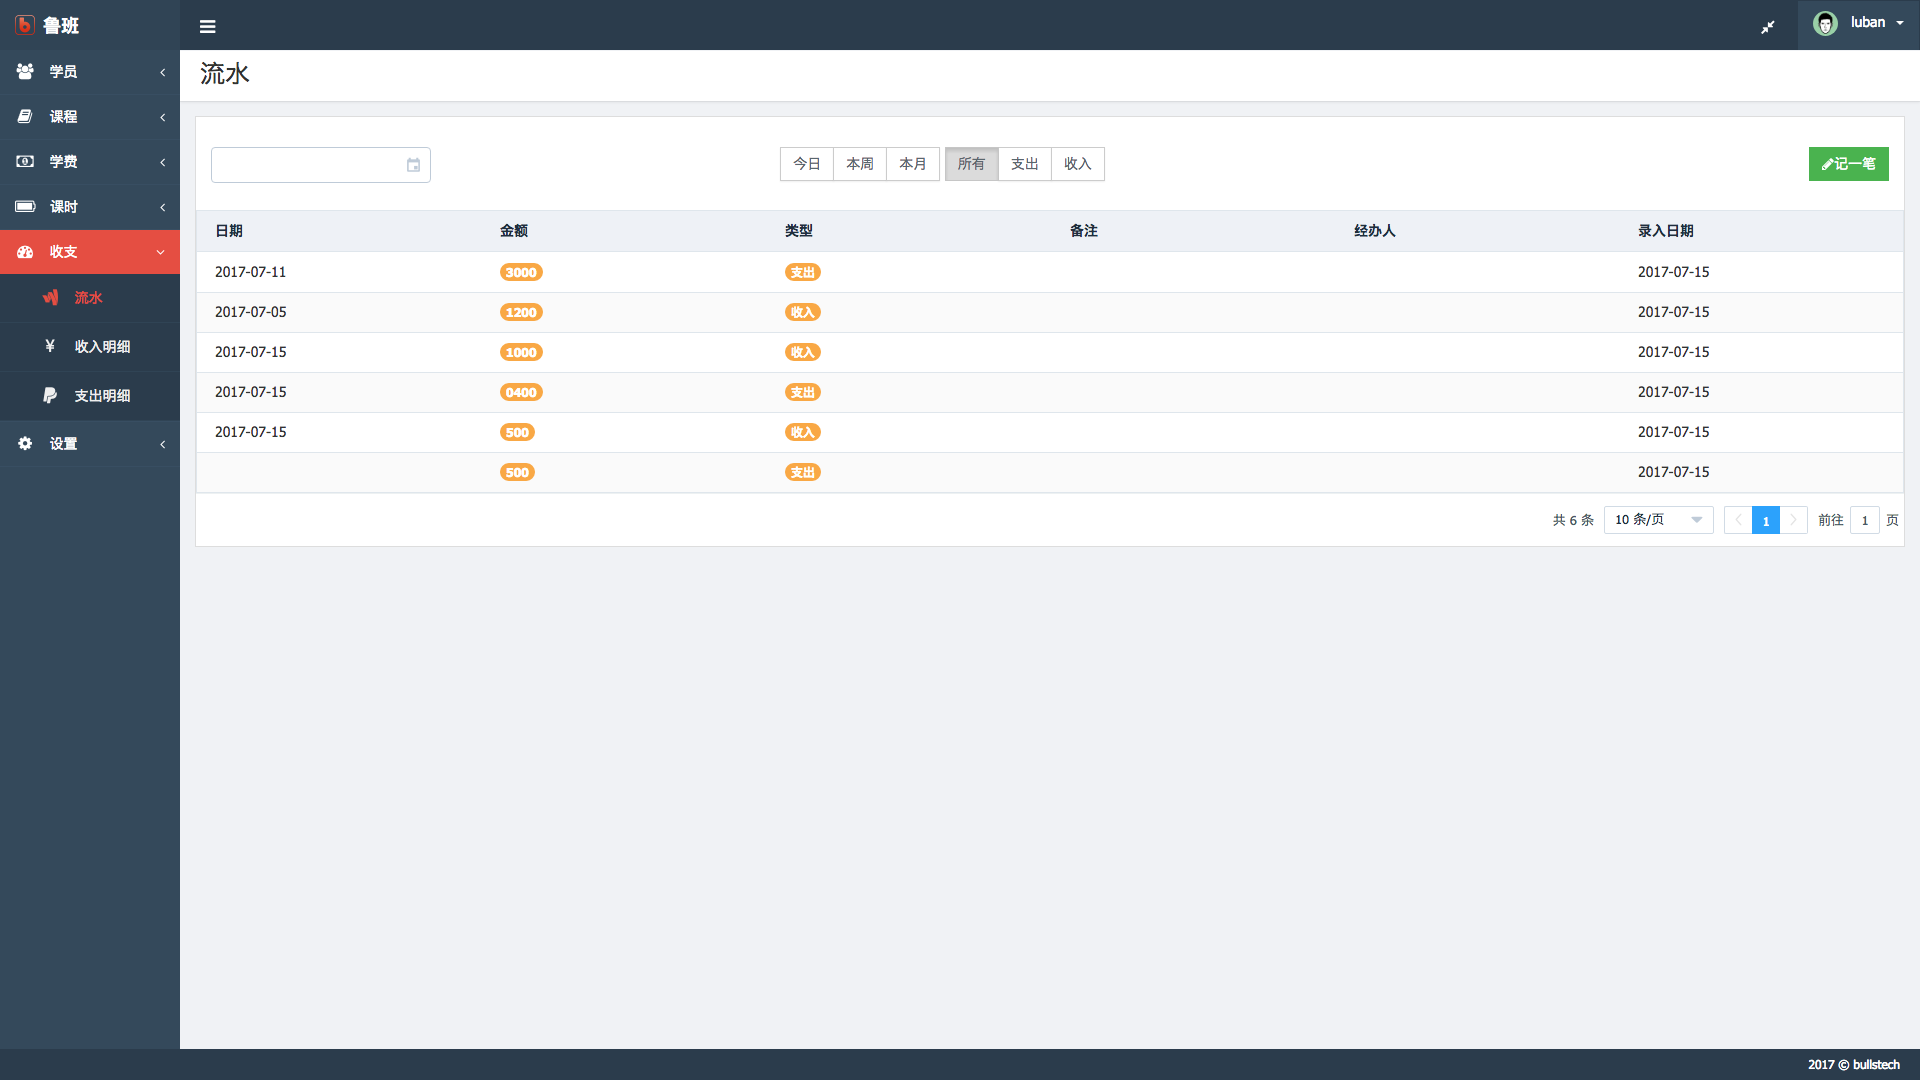 鲁班
luban
学员
课程
学费
课时
收支
流水
收入明细
支出明细
设置
流水
今日 本周 本月 所有 支出 收入
记一笔
日期 金额 类型 备注 经办人 录入日期
2017-07-11 3000 支出 2017-07-15
2017-07-05 1200 收入 2017-07-15
2017-07-15 1000 收入 2017-07-15
2017-07-15 0400 支出 2017-07-15
2017-07-15 500 收入 2017-07-15
500 支出 2017-07-15
共 6 条 10 条/页 1 前往 1 页
2017 © bullstech